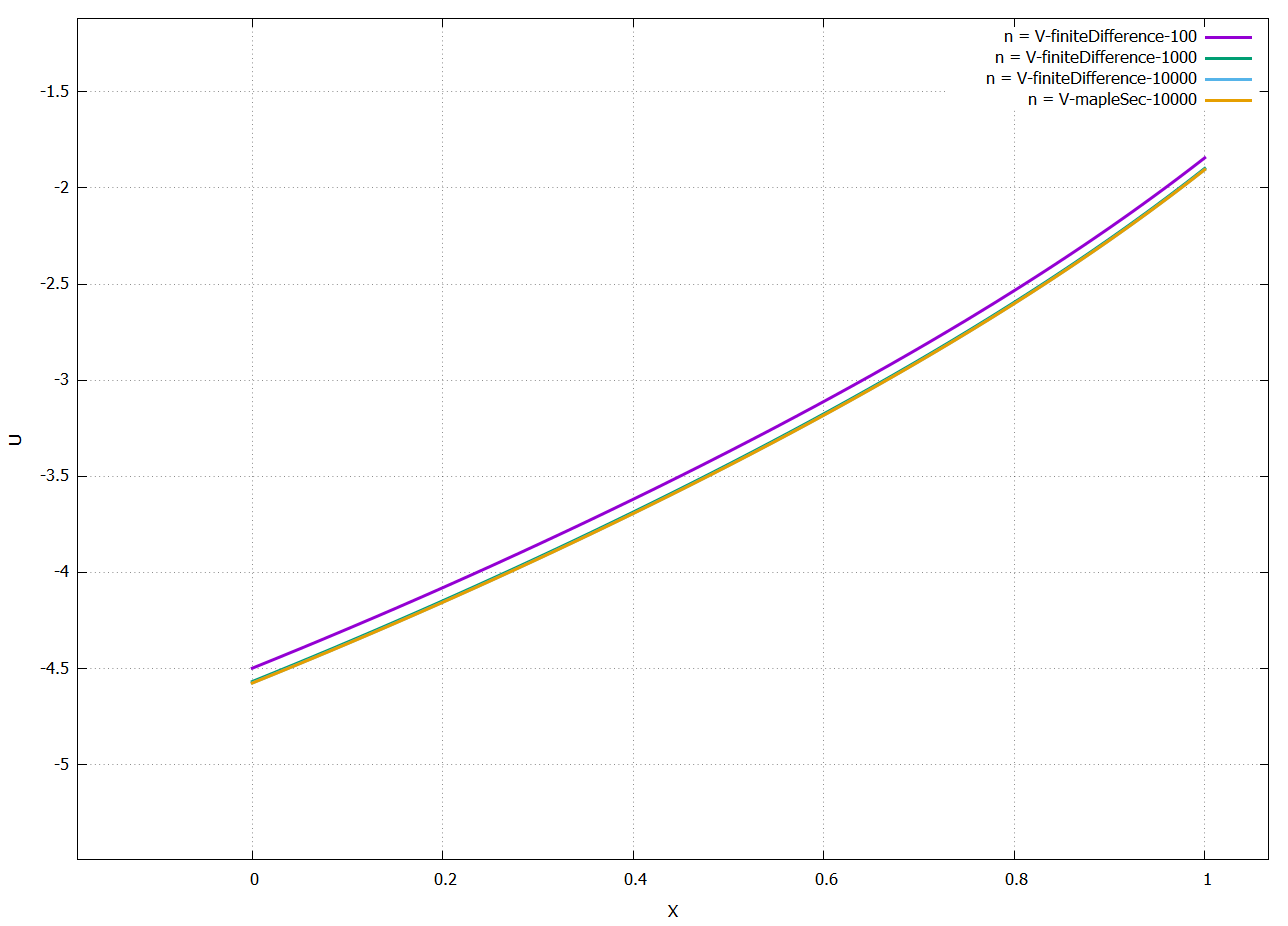 n = V-finiteDifference-100
n = V-finiteDifference-1000
n = V-finiteDifference-10000
n = V-mapleSec-10000
-1.5
-2
-2.5
-3
-3.5
-4
-4.5
-5
U
0 0.2 0.4 0.6 0.8 1
X